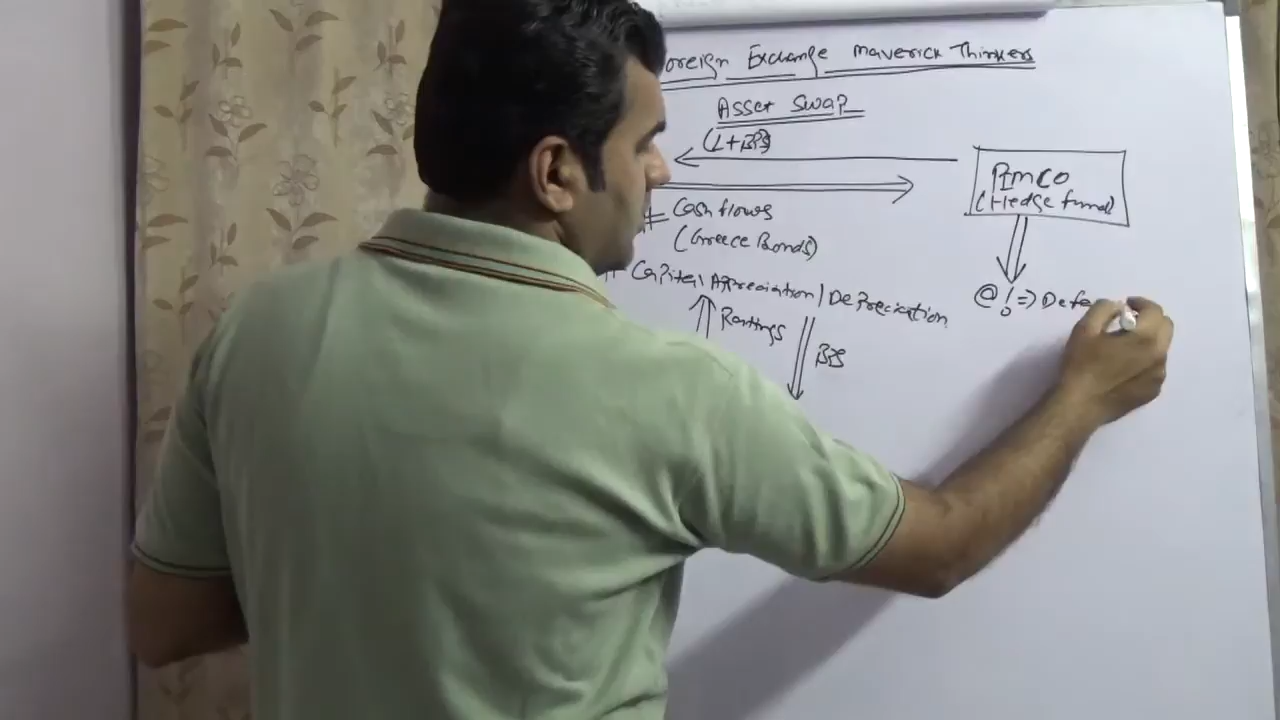 oreign Exchange Maverick Thinkers
Asset Swap
(L+BPS)
PIMCO
(Hedge fund)
Cash flows
(Greece Bonds)
Capital Appreciation / Depreciation
@! => Defa
Ratings
BPS